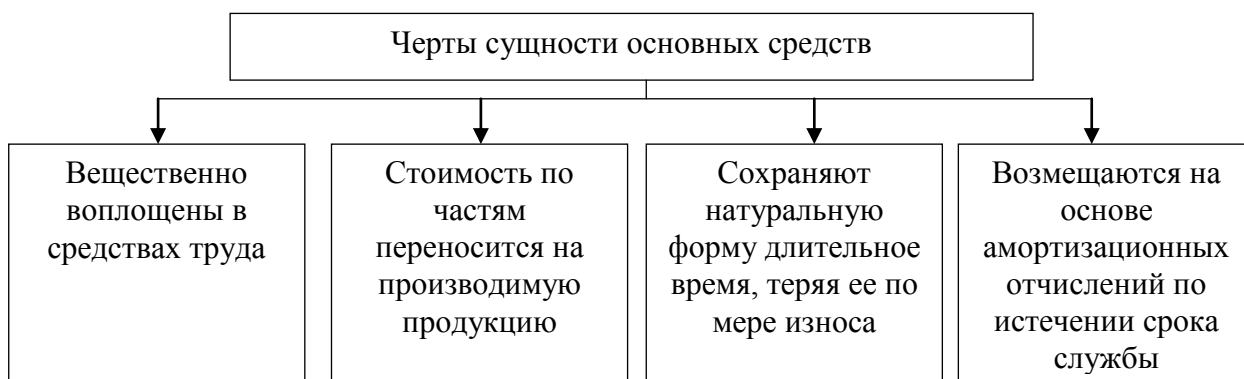 Черты сущности основных средств
Вещественно
воплощены в
средствах труда
Стоимость по
частям
переносится на
производимую
продукцию
Сохраняют
натуральную
форму длительное
время, теряя ее по
мере износа
Возмещаются на
основе
амортизационных
отчислений по
истечении срока
службы